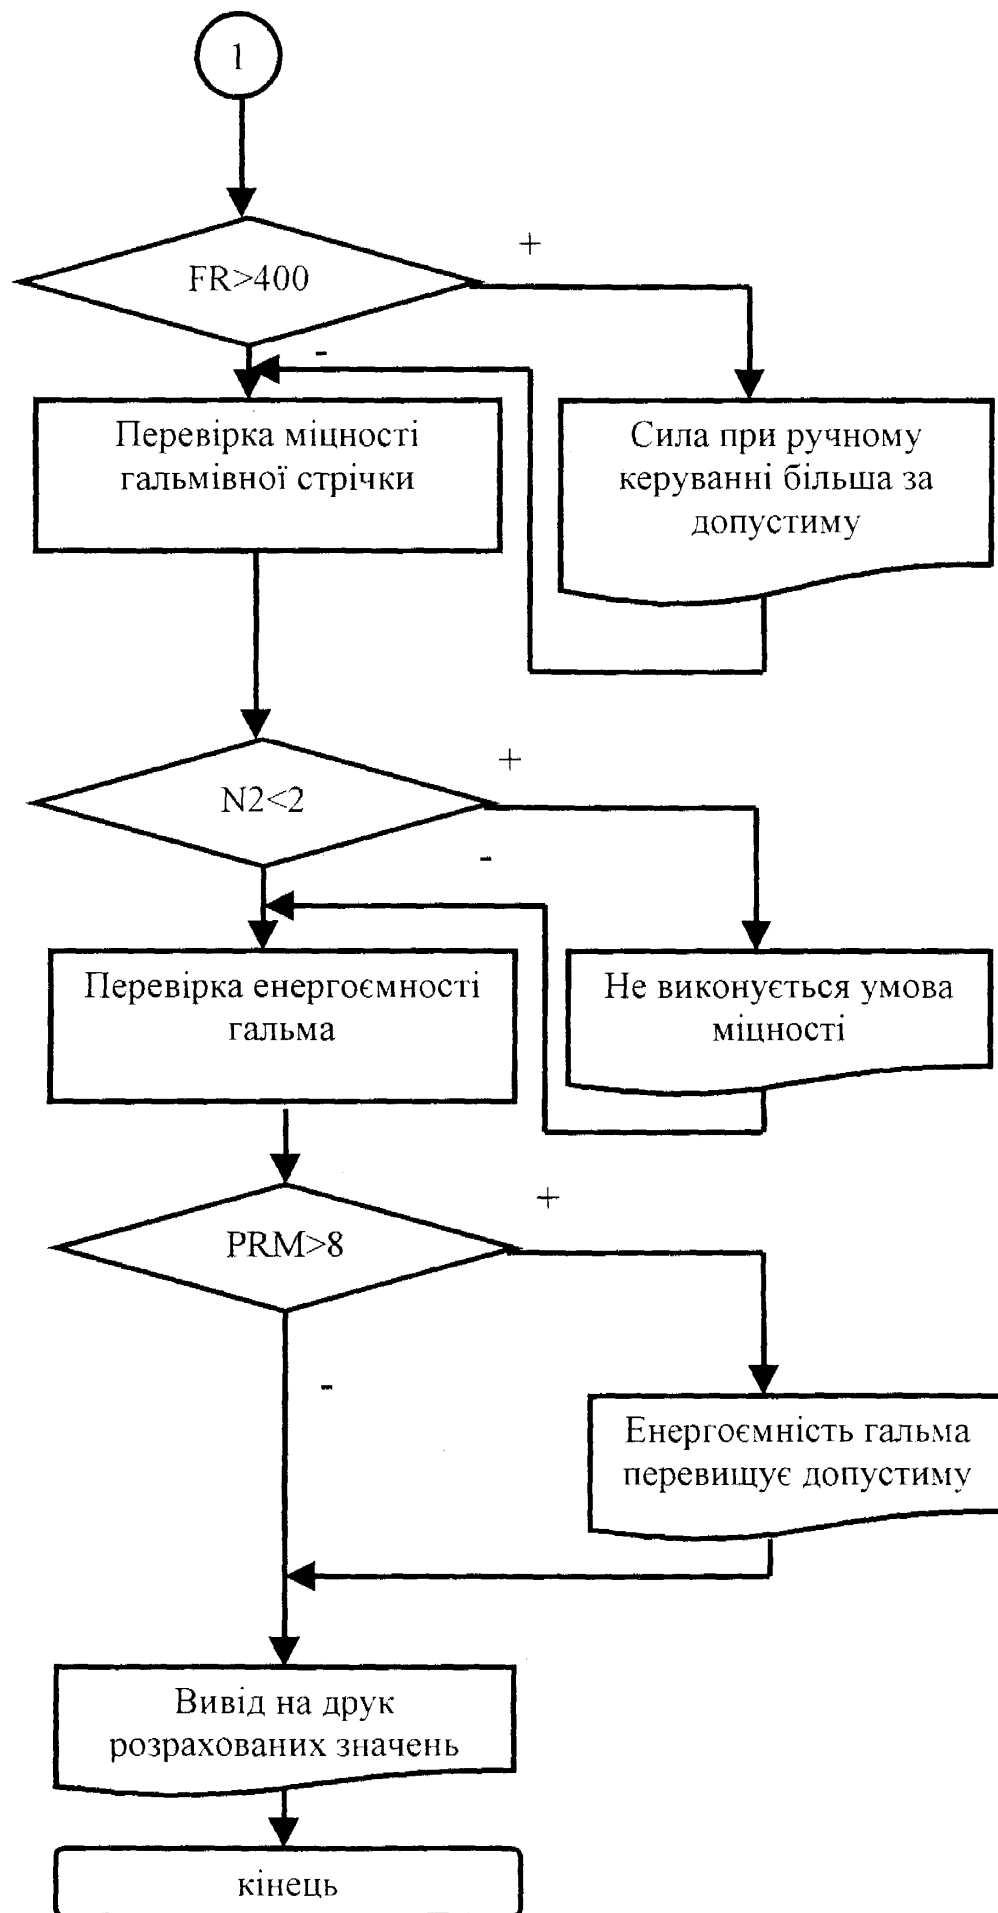 1
+
FR>400
-
Перевірка міцності
гальмівної стрічки
Сила при ручному
керуванні більша за
допустиму
+
N2<2
-
Перевірка енергоємності
гальма
Не виконується умова
міцності
+
PRM>8
-
Енергоємність гальма
перевищує допустиму
Вивід на друк
розрахованих значень
кінець